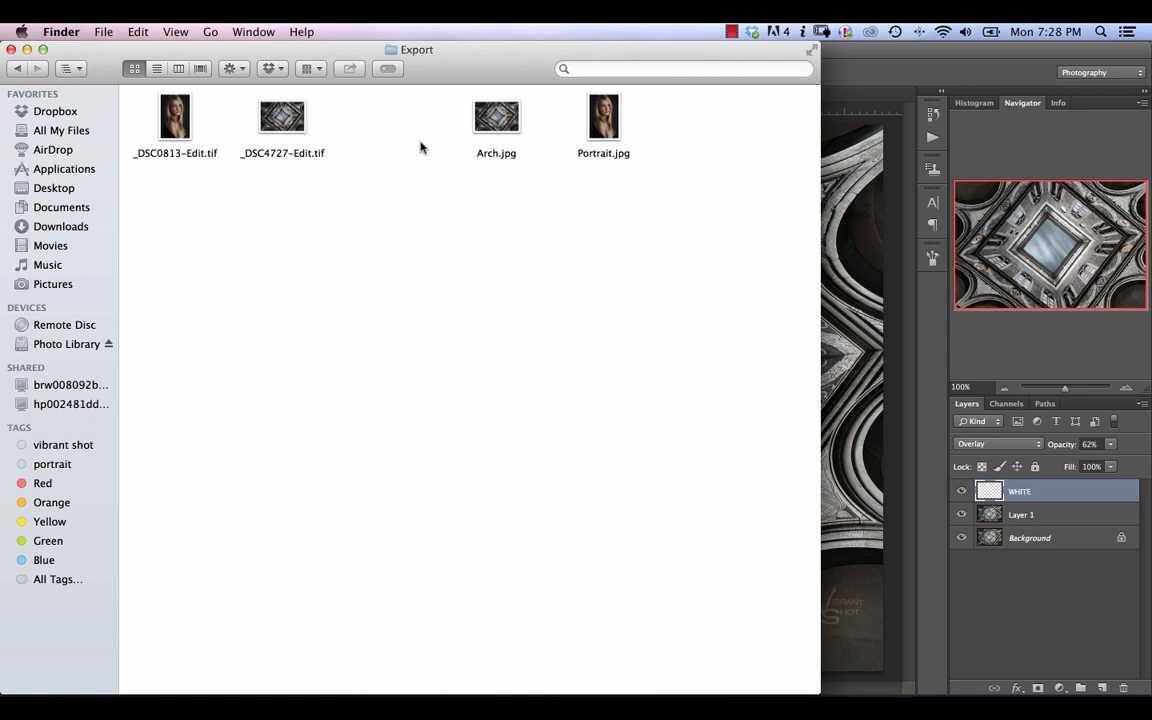 Finder File Edit View Go Window Help
4 Mon 7:28 PM
Export
Photography
FAVORITES
Dropbox
All My Files
AirDrop
Applications
Desktop
Documents
Downloads
Movies
Music
Pictures
DEVICES
Remote Disc
Photo Library
SHARED
brw008092b...
hp002481dd...
TAGS
vibrant shot
portrait
Red
Orange
Yellow
Green
Blue
All Tags...
_DSC0813-Edit.tif _DSC4727-Edit.tif Arch.jpg Portrait.jpg
Histogram Navigator Info
100%
Layers Channels Paths
Kind
Overlay Opacity: 62%
Lock: Fill: 100%
WHITE
Layer 1
Background
VIBRANT
SHOT